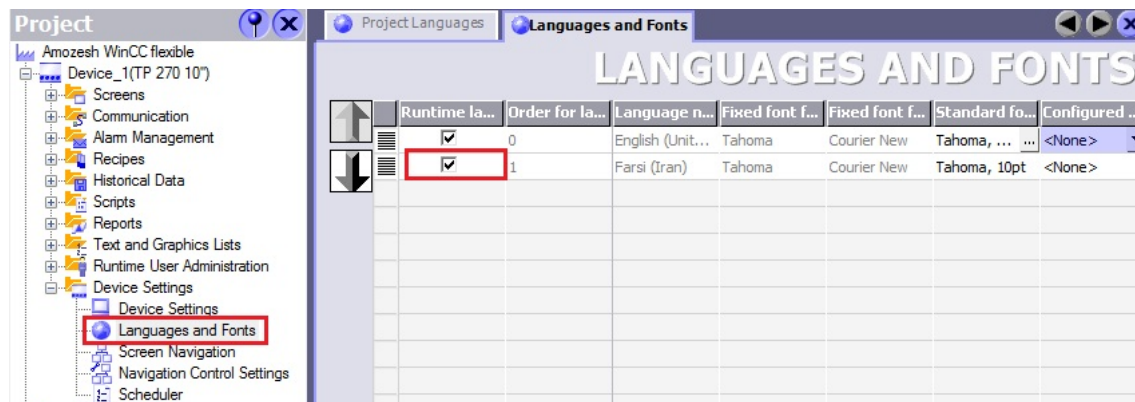 Project
Project Languages
Languages and Fonts
LANGUAGES AND FONTS
Amozesh WinCC flexible
Device_1(TP 270 10")
Screens
Communication
Alarm Management
Recipes
Historical Data
Scripts
Reports
Text and Graphics Lists
Runtime User Administration
Device Settings
Device Settings
Languages and Fonts
Screen Navigation
Navigation Control Settings
Scheduler
Runtime la... Order for la... Language n... Fixed font f... Fixed font f... Standard fo... Configured ...
0 English (Unit... Tahoma Courier New Tahoma, ... ... <None>
1 Farsi (Iran) Tahoma Courier New Tahoma, 10pt <None>